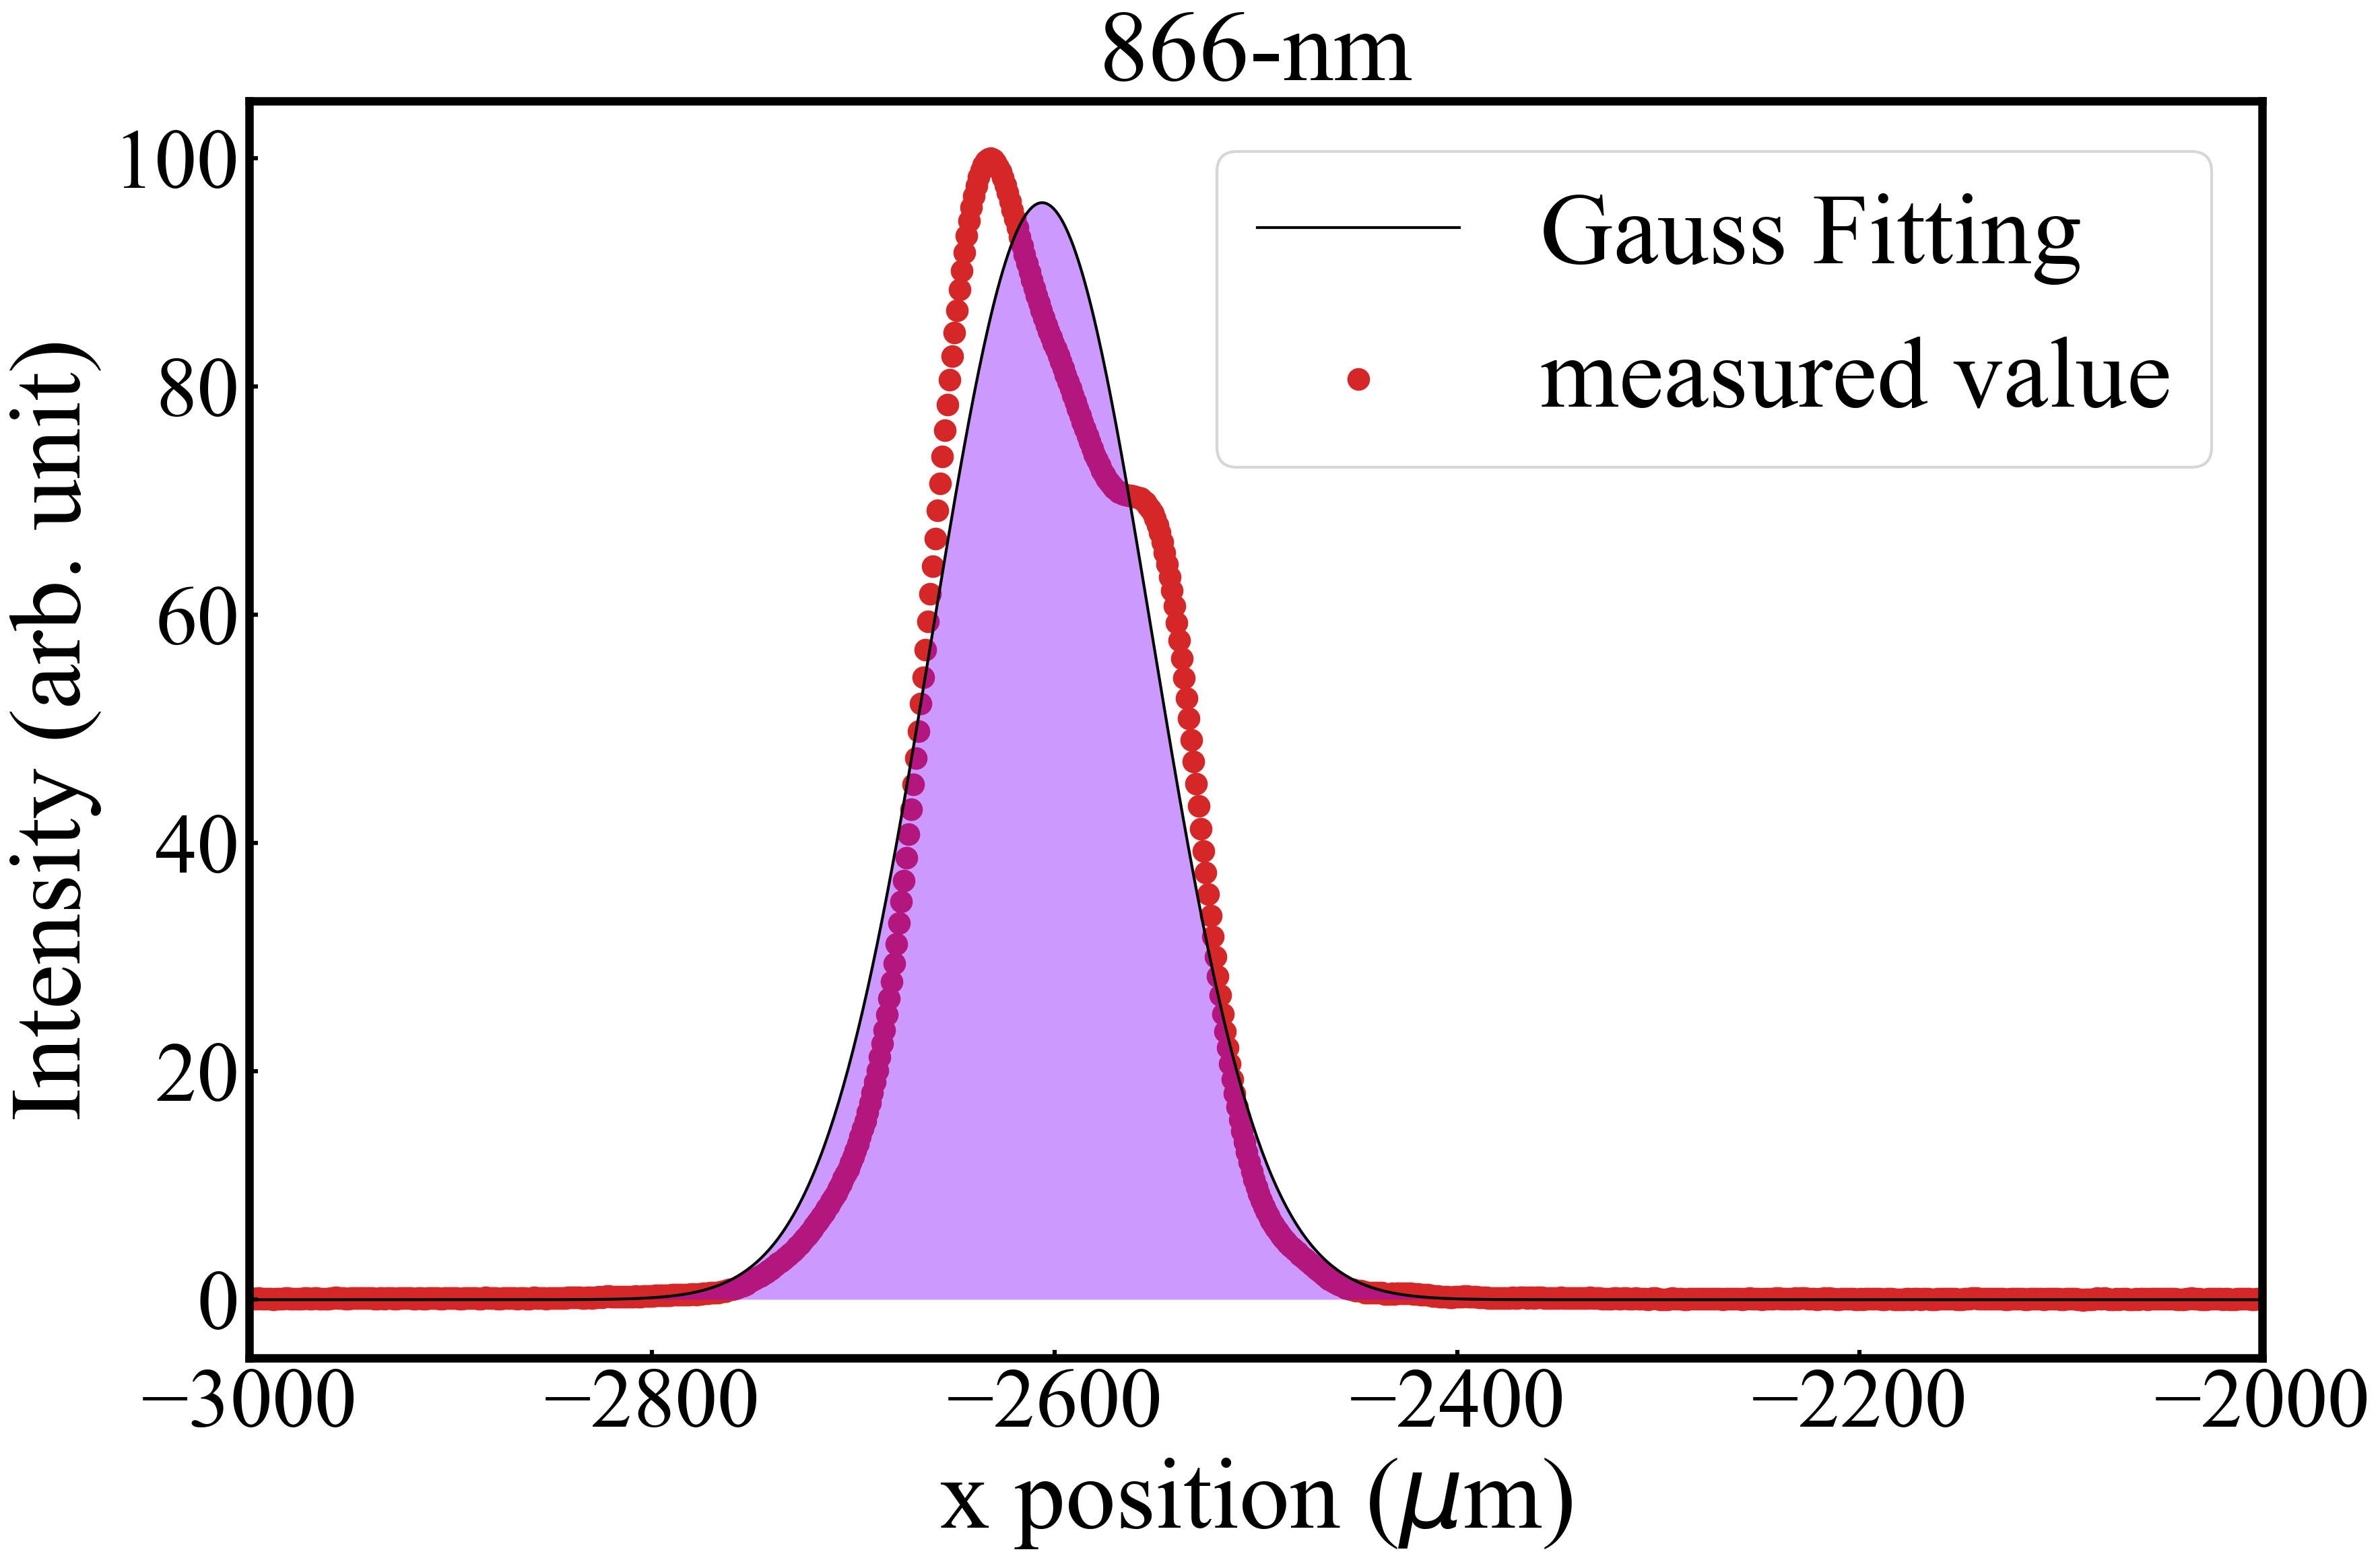 866-nm
Intensity (arb. unit)
100
80
60
40
20
0
Gauss Fitting
measured value
−3000 −2800 −2600 −2400 −2200 −2000
x position (μm)